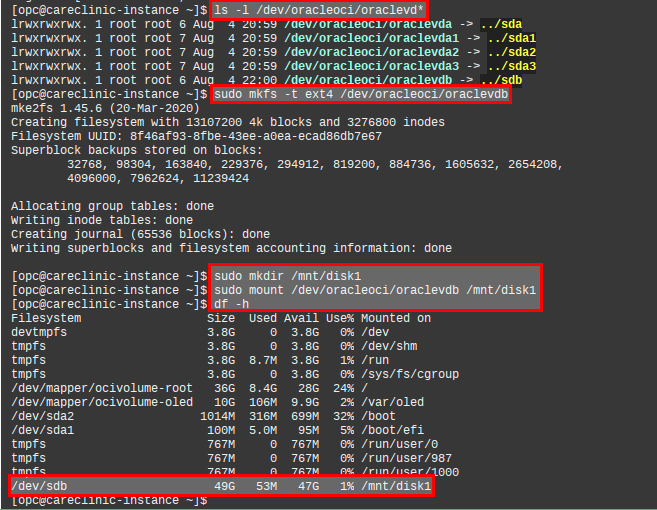 [opc@careclinic-instance ~]$ ls -l /dev/oracleoci/oraclevd*
lrwxrwxrwx. 1 root root 6 Aug  4 20:59 /dev/oracleoci/oraclevda -> ../sda
lrwxrwxrwx. 1 root root 7 Aug  4 20:59 /dev/oracleoci/oraclevda1 -> ../sda1
lrwxrwxrwx. 1 root root 7 Aug  4 20:59 /dev/oracleoci/oraclevda2 -> ../sda2
lrwxrwxrwx. 1 root root 7 Aug  4 20:59 /dev/oracleoci/oraclevda3 -> ../sda3
lrwxrwxrwx. 1 root root 6 Aug  4 22:00 /dev/oracleoci/oraclevdb -> ../sdb
[opc@careclinic-instance ~]$ sudo mkfs -t ext4 /dev/oracleoci/oraclevdb
mke2fs 1.45.6 (20-Mar-2020)
Creating filesystem with 13107200 4k blocks and 3276800 inodes
Filesystem UUID: 8f46af93-8fbe-43ee-a0ea-ecad86db7e67
Superblock backups stored on blocks:
        32768, 98304, 163840, 229376, 294912, 819200, 884736, 1605632, 2654208,
        4096000, 7962624, 11239424
Allocating group tables: done
Writing inode tables: done
Creating journal (65536 blocks): done
Writing superblocks and filesystem accounting information: done
[opc@careclinic-instance ~]$ sudo mkdir /mnt/disk1
[opc@careclinic-instance ~]$ sudo mount /dev/oracleoci/oraclevdb /mnt/disk1
[opc@careclinic-instance ~]$ df -h
Filesystem                  Size  Used Avail Use% Mounted on
devtmpfs                    3.8G     0  3.8G   0% /dev
tmpfs                       3.8G     0  3.8G   0% /dev/shm
tmpfs                       3.8G  8.7M  3.8G   1% /run
tmpfs                       3.8G     0  3.8G   0% /sys/fs/cgroup
/dev/mapper/ocivolume-root   36G  8.4G   28G  24% /
/dev/mapper/ocivolume-oled   10G  106M  9.9G   2% /var/oled
/dev/sda2                  1014M  316M  699M  32% /boot
/dev/sda1                   100M  5.0M   95M   5% /boot/efi
tmpfs                       767M     0  767M   0% /run/user/0
tmpfs                       767M     0  767M   0% /run/user/987
tmpfs                       767M     0  767M   0% /run/user/1000
/dev/sdb                     49G   53M   47G   1% /mnt/disk1
[opc@careclinic-instance ~]$